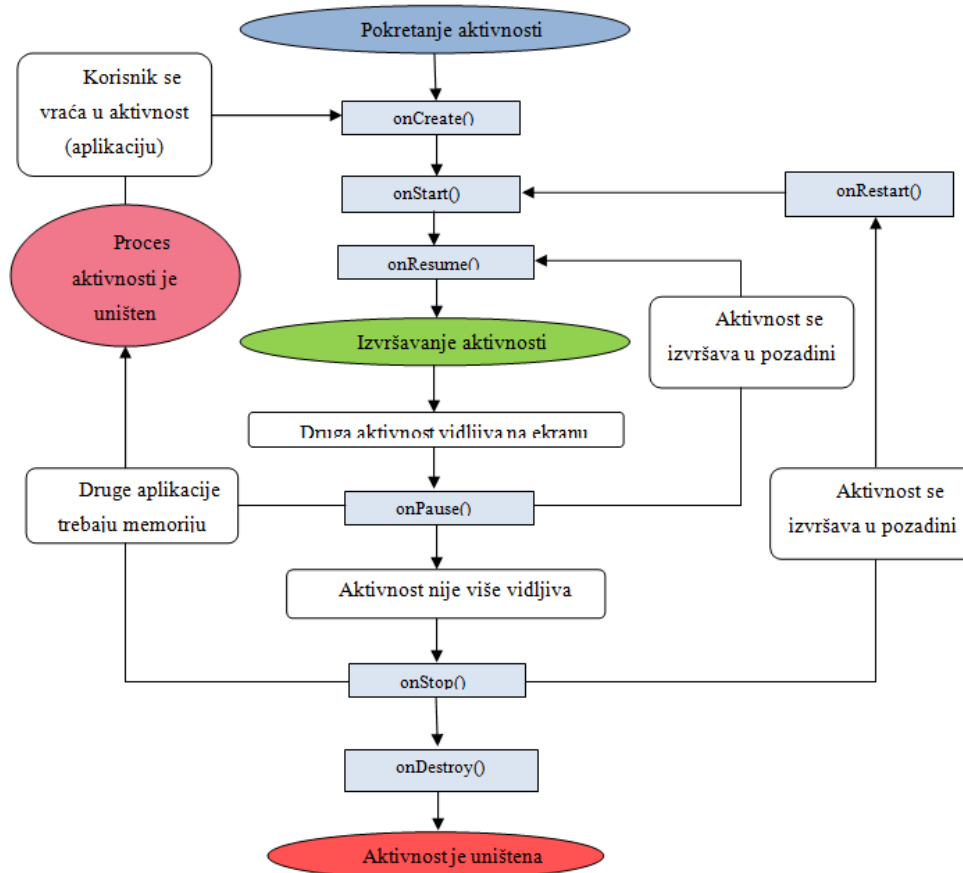 Pokretanje aktivnosti
Korisnik se
vraća u aktivnost
(aplikaciju)
onCreate()
onStart()
onRestart()
Proces
aktivnosti je
uništen
onResume()
Aktivnost se
izvršava u pozadini
Izvršavanje aktivnosti
Druga aktivnost vidljiva na ekranu
Druge aplikacije
trebaju memoriju
onPause()
Aktivnost se
izvršava u pozadini
Aktivnost nije više vidljiva
onStop()
onDestroy()
Aktivnost je uništena